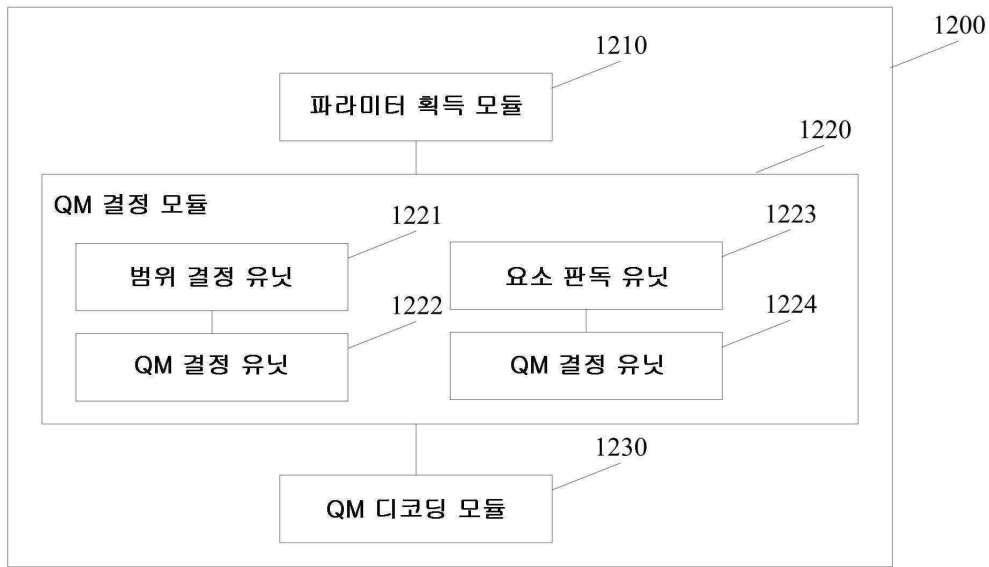 1200
1210
파라미터 획득 모듈
1220
QM 결정 모듈
1221
1223
범위 결정 유닛
요소 판독 유닛
1222
1224
QM 결정 유닛
QM 결정 유닛
1230
QM 디코딩 모듈